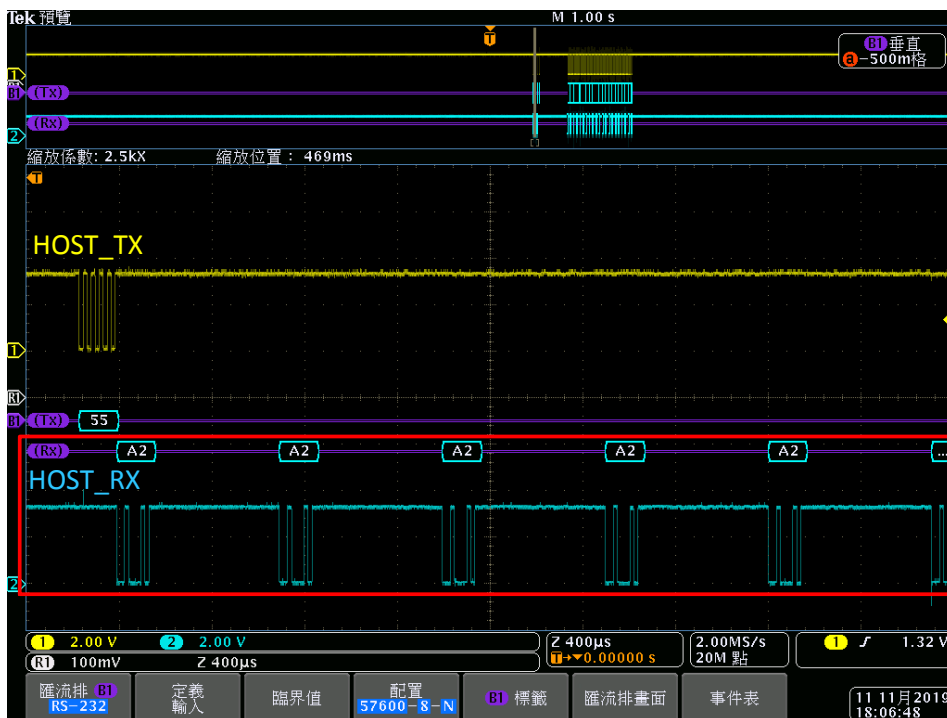 Tek 預覽
M 1.00 s
T
B1 垂直
a -500m格
1
B1 (Tx)
(Rx)
2
縮放係數: 2.5kX 縮放位置： 469ms
T
HOST_TX
1
R1
B1 (Tx) 55
(Rx) A2 A2 A2 A2 A2 ...
HOST_RX
2
1 2.00 V 2 2.00 V
R1 100mV Z 400µs
Z 400µs
T→▼0.00000 s
2.00MS/s
20M 點
1 1.32 V
匯流排 B1
RS-232
定義
輸入
臨界值
配置
57600-8-N
B1 標籤
匯流排畫面
事件表
11 11月2019
18:06:48